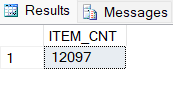 Results Messages
ITEM_CNT
1 12097